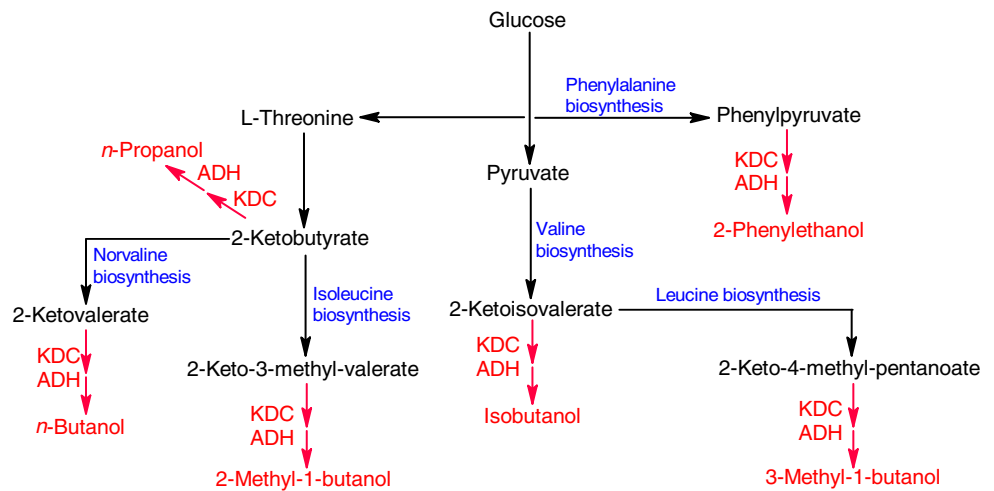 Glucose
Phenylalanine
biosynthesis
L-Threonine
Phenylpyruvate
n-Propanol
ADH
KDC
KDC
ADH
Pyruvate
2-Phenylethanol
2-Ketobutyrate
Valine
biosynthesis
Norvaline
biosynthesis
Isoleucine
biosynthesis
Leucine biosynthesis
2-Ketovalerate
2-Ketoisovalerate
KDC
ADH
KDC
ADH
2-Keto-3-methyl-valerate
2-Keto-4-methyl-pentanoate
n-Butanol
KDC
ADH
Isobutanol
KDC
ADH
2-Methyl-1-butanol
3-Methyl-1-butanol